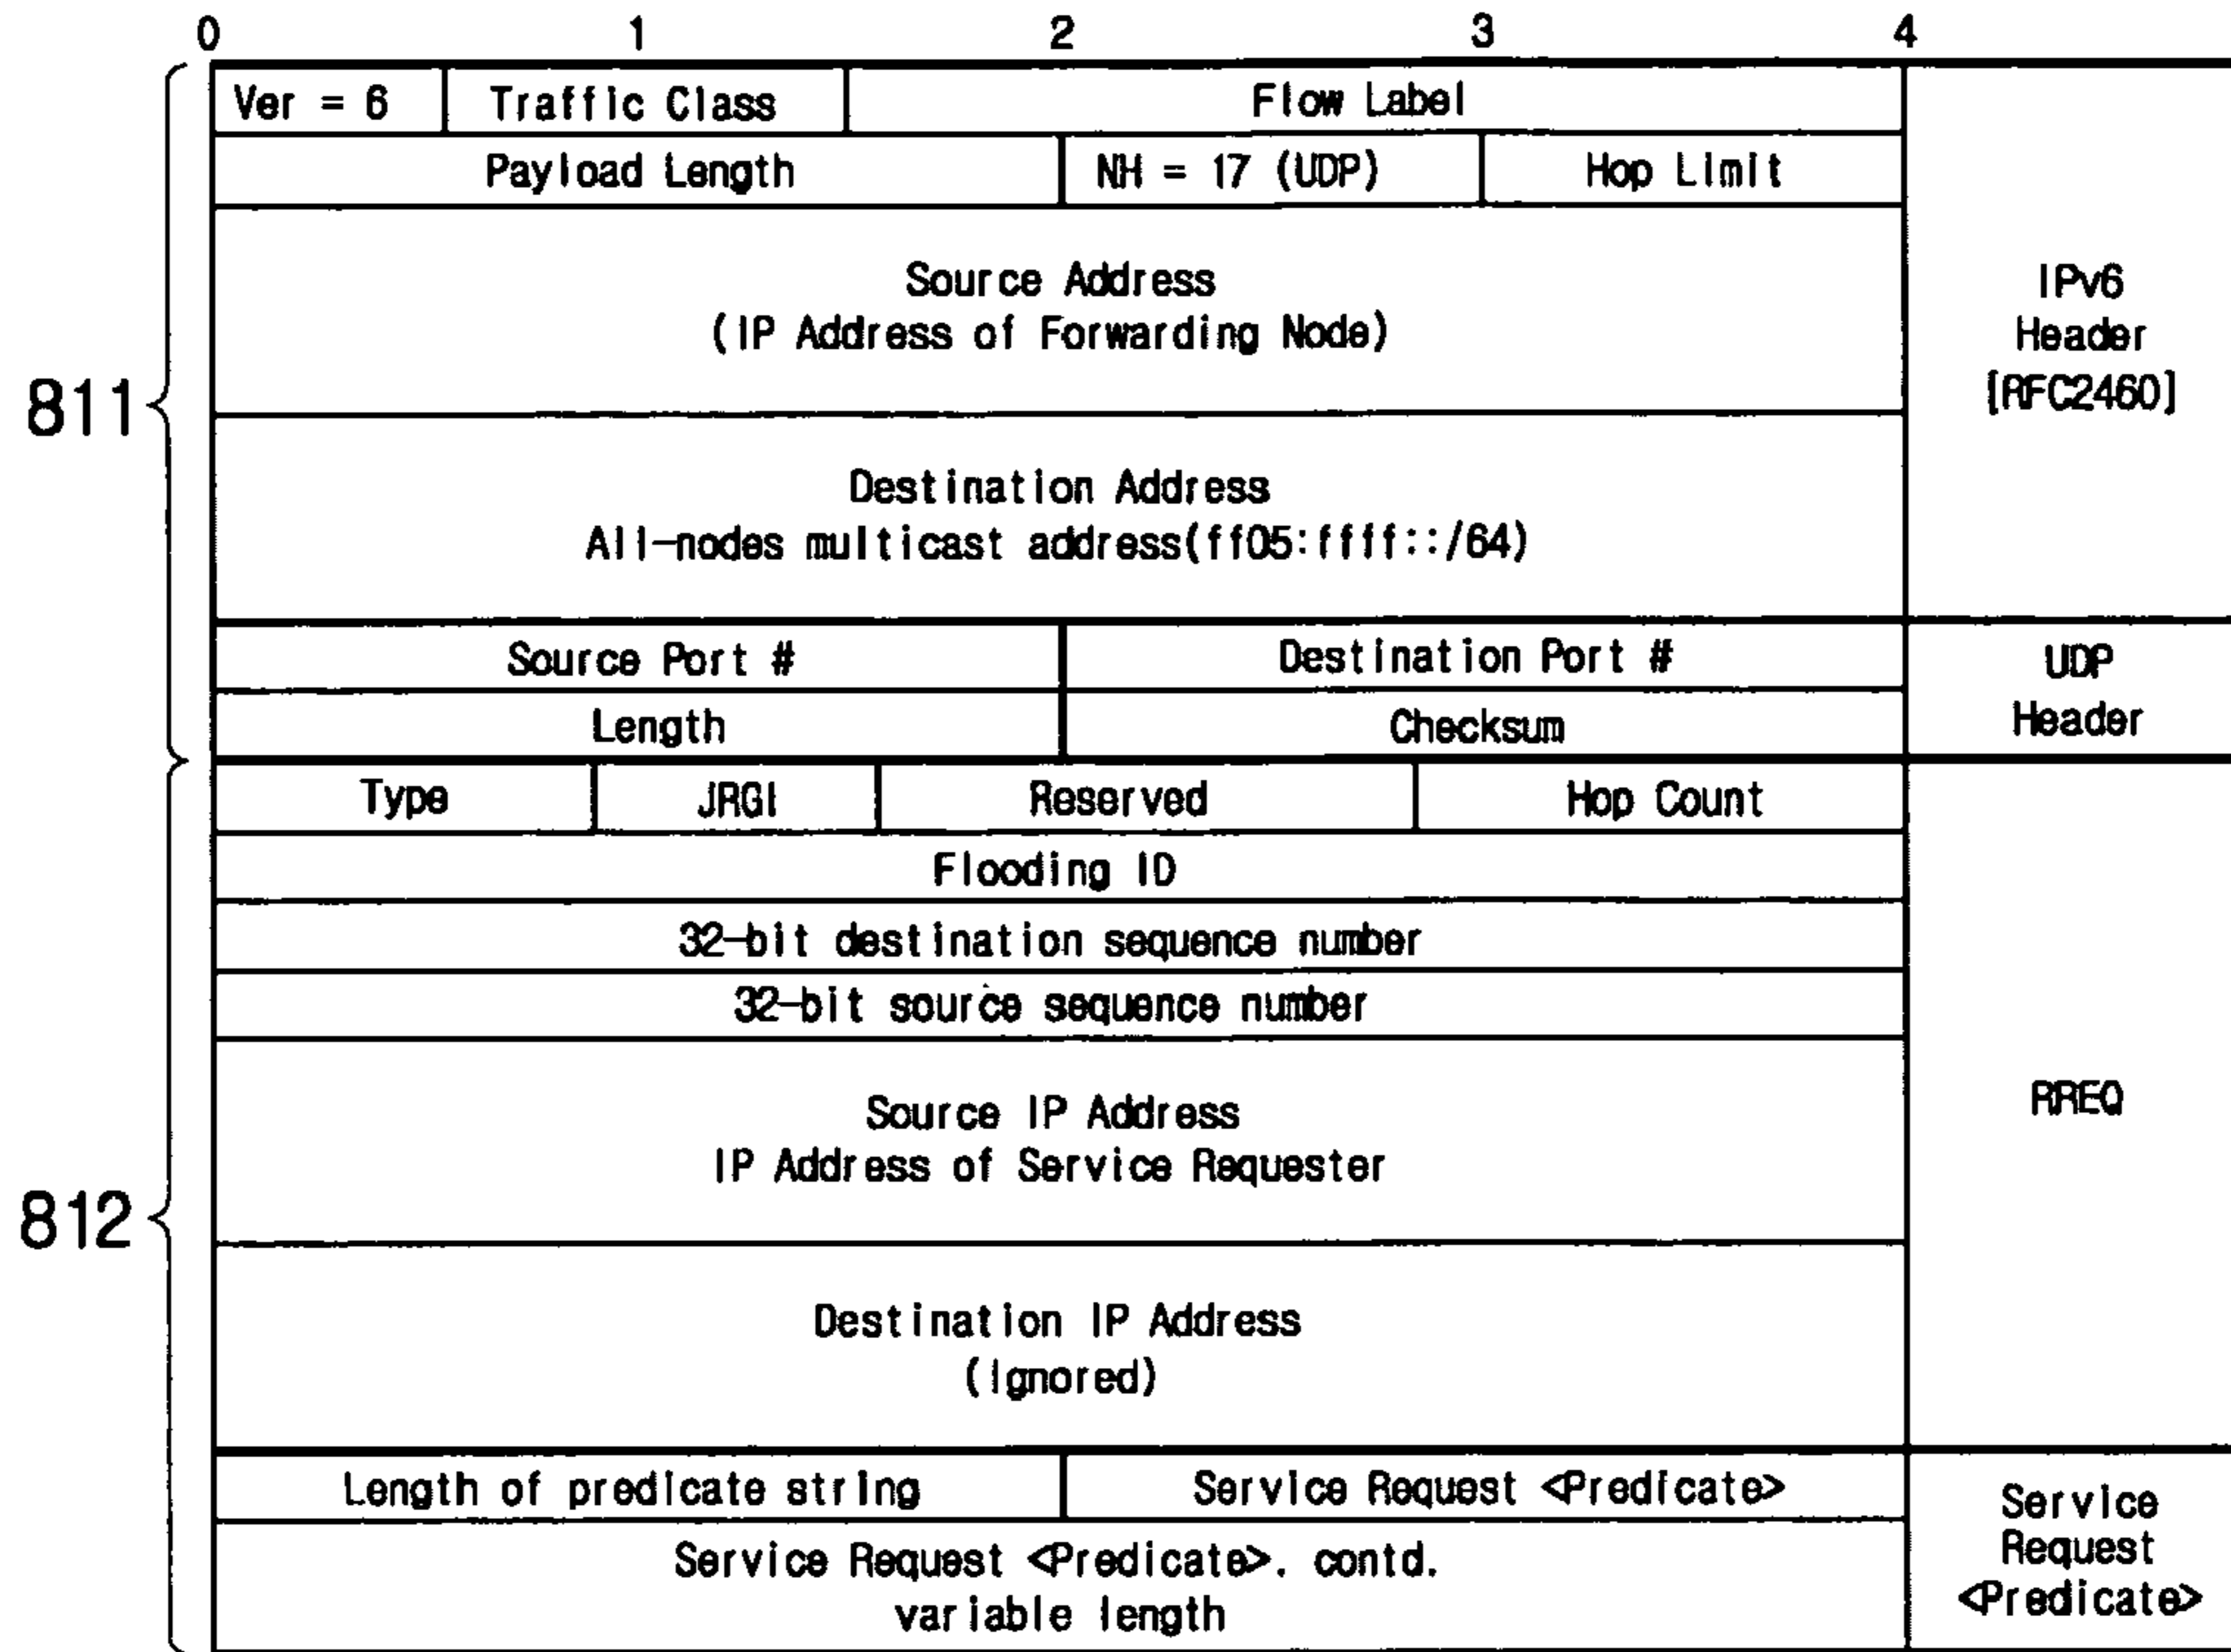 0 1 2 3 4
Ver = 6 Traffic Class Flow Label
Payload Length NH = 17 (UDP) Hop Limit
Source Address
(IP Address of Forwarding Node)
Destination Address
All-nodes multicast address(ff05:ffff::/64)
IPv6
Header
[RFC2460]
811
Source Port # Destination Port #
Length Checksum
UDP
Header
Type JRGI Reserved Hop Count
Flooding ID
32-bit destination sequence number
32-bit source sequence number
Source IP Address
IP Address of Service Requester
Destination IP Address
(Ignored)
RREQ
812
Length of predicate string Service Request <Predicate>
Service Request <Predicate>. contd.
variable length
Service
Request
<Predicate>